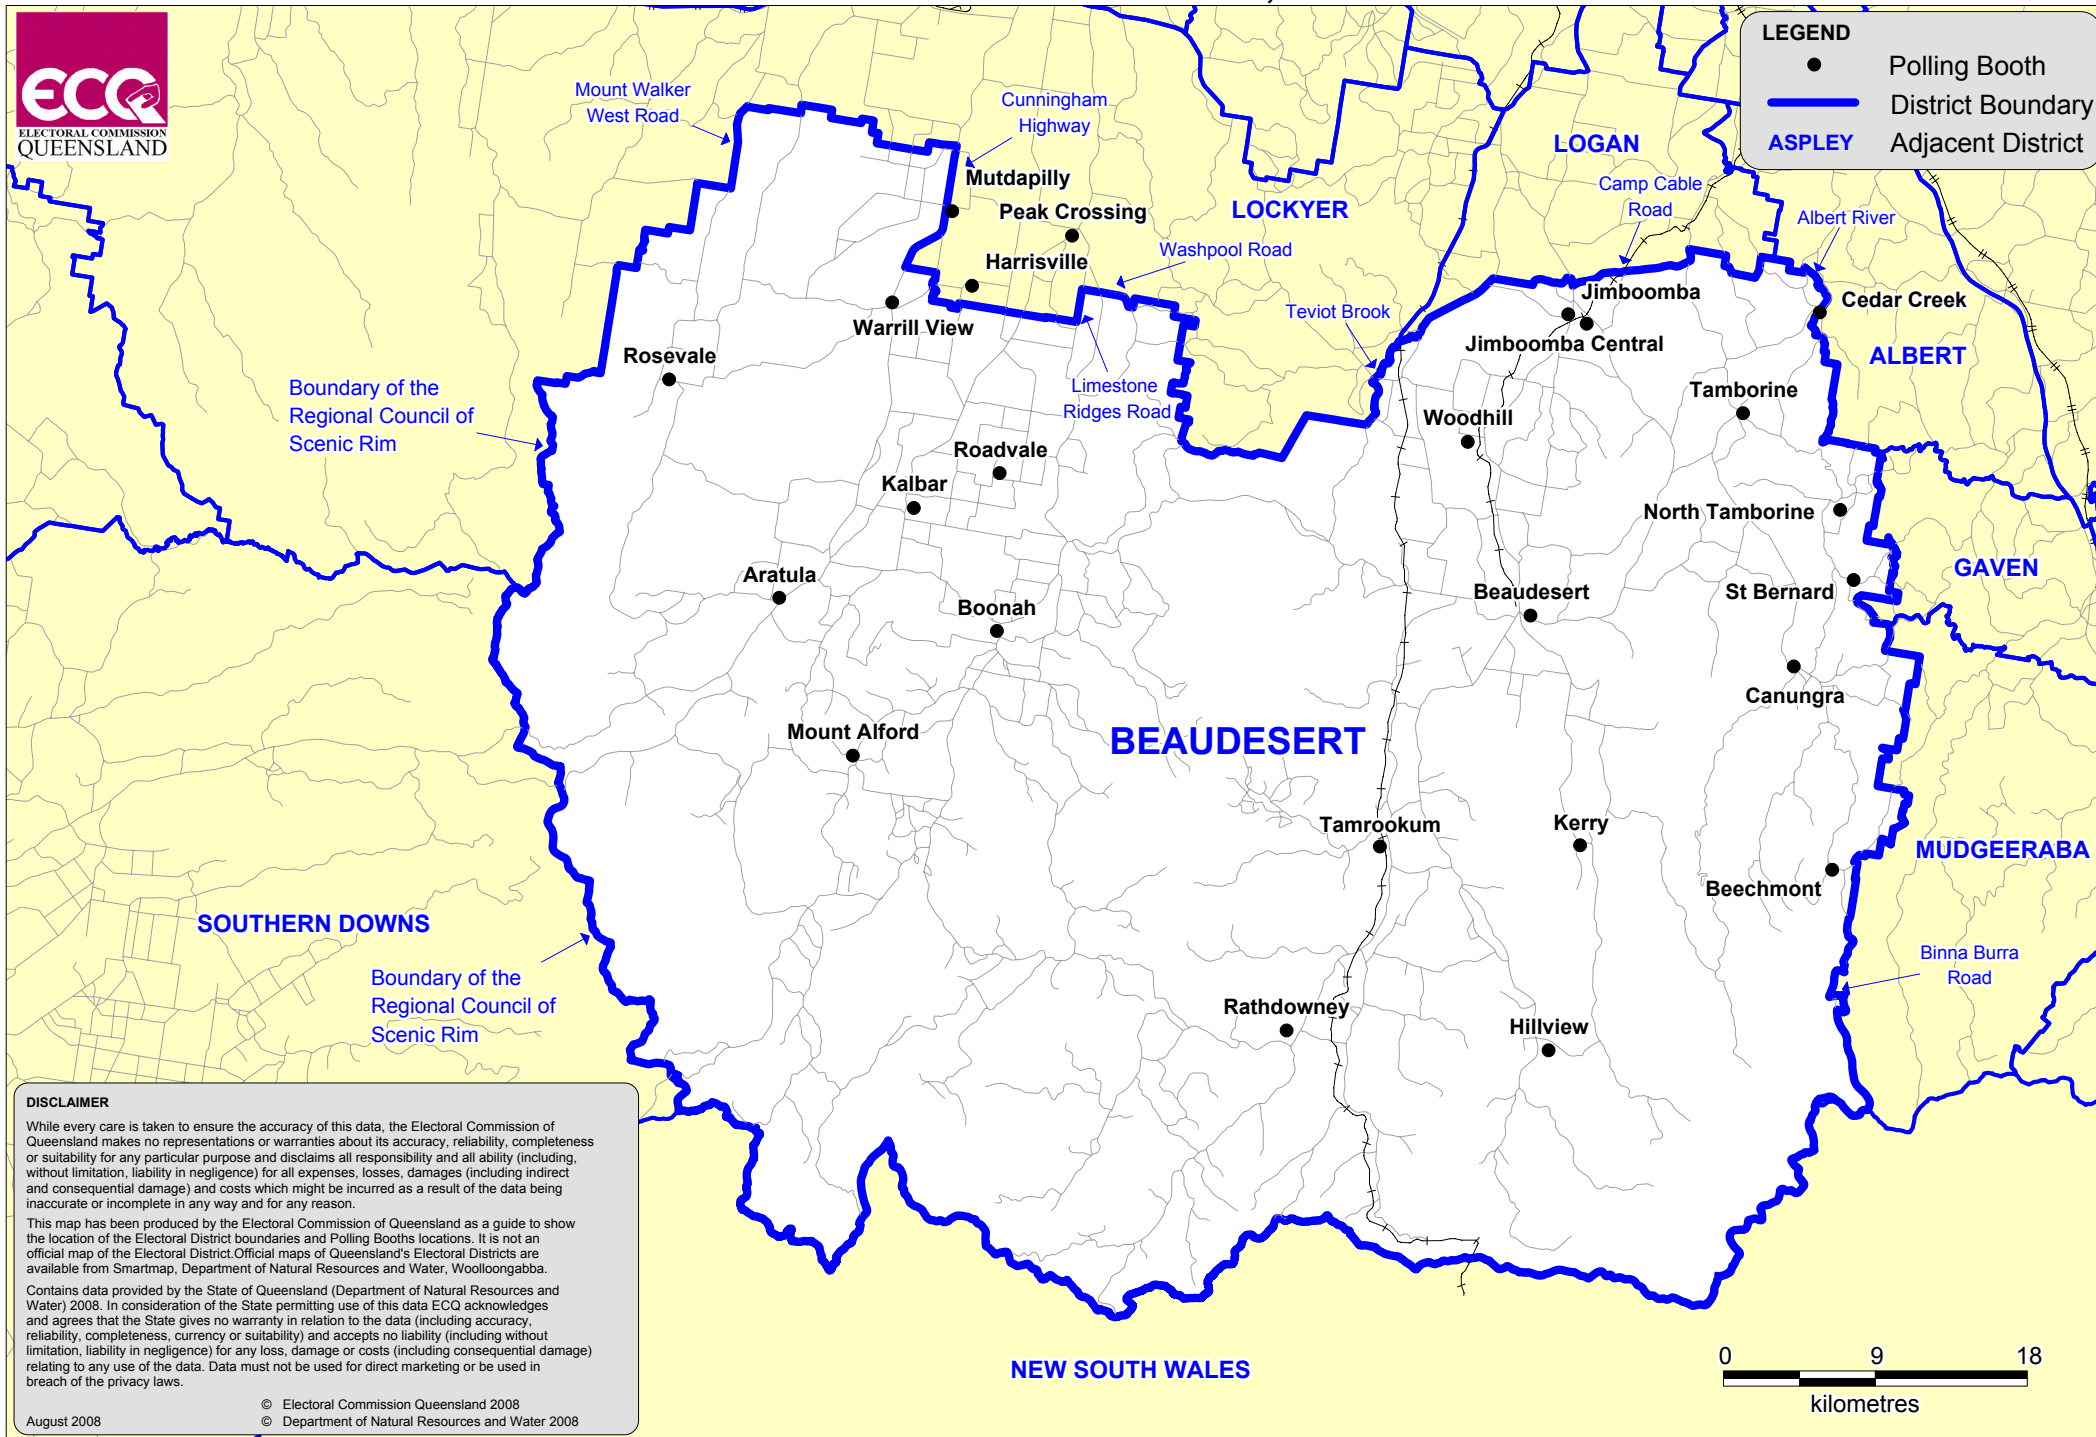 ECQ
ELECTORAL COMMISSION
QUEENSLAND
LEGEND
Polling Booth
District Boundary
ASPLEY
Adjacent District
Mount Walker
West Road
Cunningham
Highway
LOGAN
Mutdapilly
Camp Cable
Road
Peak Crossing
LOCKYER
Albert River
Washpool Road
Harrisville
Jimboomba
Cedar Creek
Teviot Brook
Warrill View
Jimboomba Central
Rosevale
ALBERT
Boundary of the
Regional Council of
Scenic Rim
Limestone
Ridges Road
Tamborine
Woodhill
Roadvale
Kalbar
North Tamborine
GAVEN
Aratula
Beaudesert
St Bernard
Boonah
Canungra
Mount Alford
BEAUDESERT
Tamrookum
Kerry
MUDGEERABA
Beechmont
SOUTHERN DOWNS
Binna Burra
Road
Boundary of the
Regional Council of
Scenic Rim
Rathdowney
Hillview
DISCLAIMER
While every care is taken to ensure the accuracy of this data, the Electoral Commission of
Queensland makes no representations or warranties about its accuracy, reliability, completeness
or suitability for any particular purpose and disclaims all responsibility and all ability (including,
without limitation, liability in negligence) for all expenses, losses, damages (including indirect
and consequential damage) and costs which might be incurred as a result of the data being
inaccurate or incomplete in any way and for any reason.
This map has been produced by the Electoral Commission of Queensland as a guide to show
the location of the Electoral District boundaries and Polling Booths locations. It is not an
official map of the Electoral District.Official maps of Queensland's Electoral Districts are
available from Smartmap, Department of Natural Resources and Water, Woolloongabba.
Contains data provided by the State of Queensland (Department of Natural Resources and
Water) 2008. In consideration of the State permitting use of this data ECQ acknowledges
and agrees that the State gives no warranty in relation to the data (including accuracy,
reliability, completeness, currency or suitability) and accepts no liability (including without
limitation, liability in negligence) for any loss, damage or costs (including consequential damage)
relating to any use of the data. Data must not be used for direct marketing or be used in
breach of the privacy laws.
© Electoral Commission Queensland 2008
August 2008
© Department of Natural Resources and Water 2008
NEW SOUTH WALES
0 9 18
kilometres